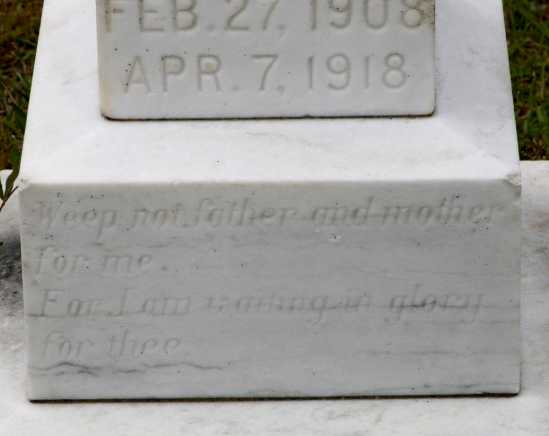 FEB. 27, 1908
APR. 7, 1918
Weep not father and mother
for me
For I am waiting in glory
for thee